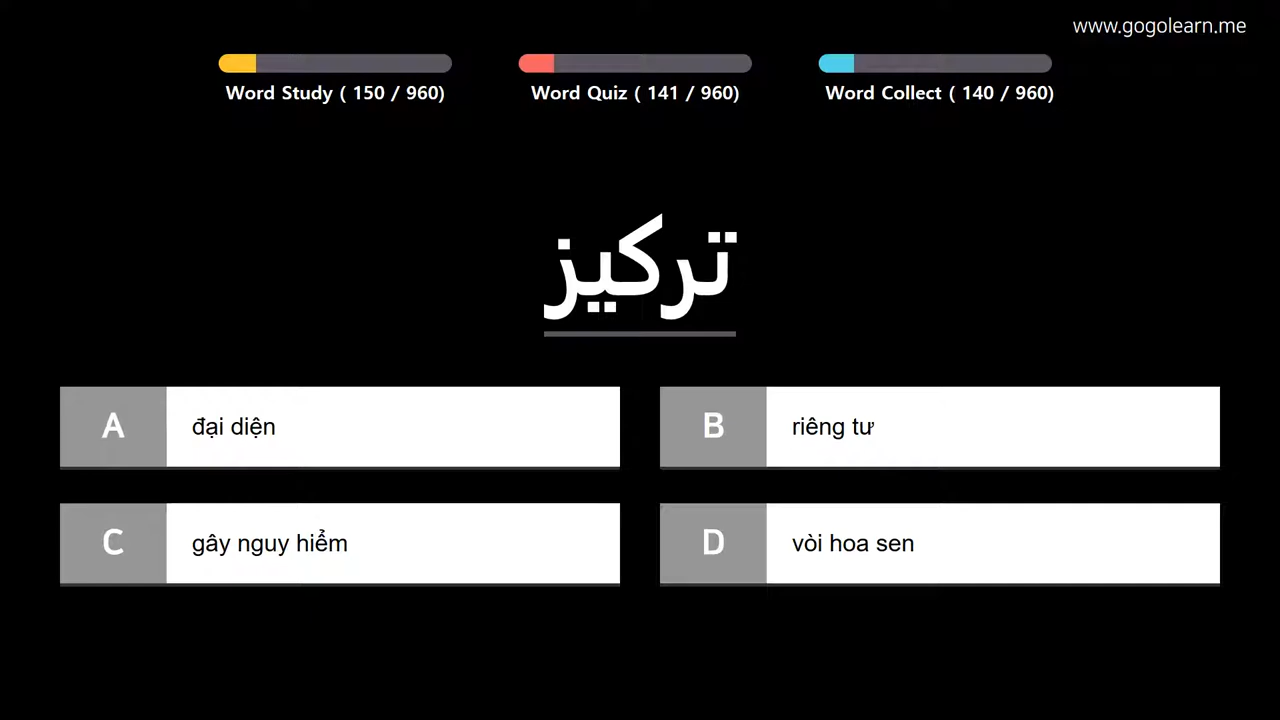 www.gogolearn.me
Word Study ( 150 / 960)
Word Quiz ( 141 / 960)
Word Collect ( 140 / 960)
تركيز
A
đại diện
B
riêng tư
C
gây nguy hiểm
D
vòi hoa sen